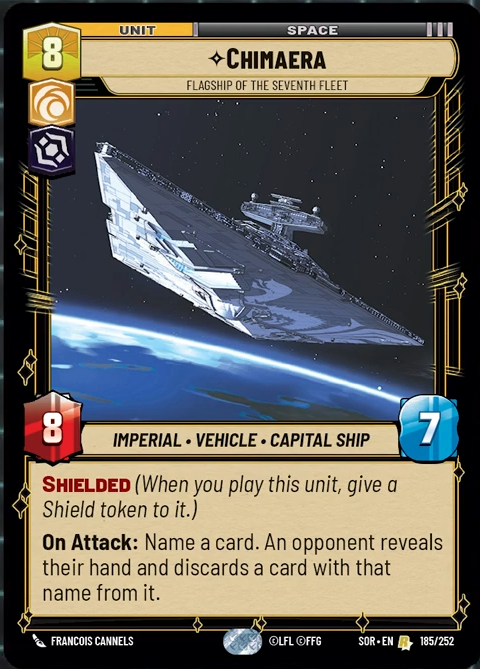 UNIT
SPACE
8
✧CHIMAERA
FLAGSHIP OF THE SEVENTH FLEET
8
IMPERIAL • VEHICLE • CAPITAL SHIP
7
SHIELDED (When you play this unit, give a
Shield token to it.)
On Attack: Name a card. An opponent reveals
their hand and discards a card with that
name from it.
FRANCOIS CANNELS
©LFL ©FFG
SOR • EN R 185/252